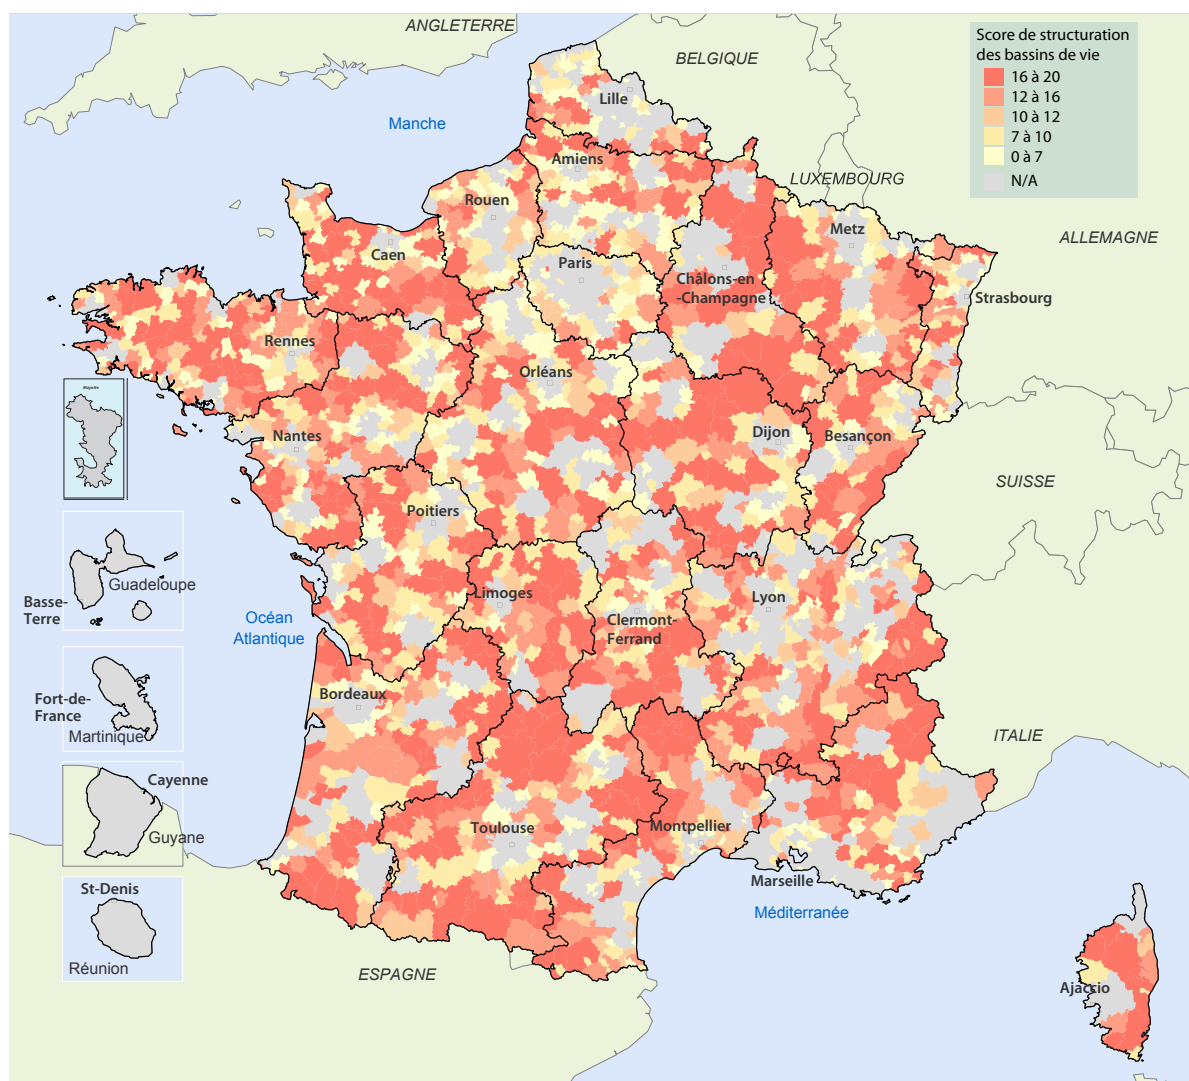 ANGLETERRE
BELGIQUE
Score de structuration
des bassins de vie
16 à 20
12 à 16
10 à 12
7 à 10
0 à 7
N/A
Lille
Manche
Amiens
LUXEMBOURG
Rouen
Metz
ALLEMAGNE
Caen
Paris
Châlons-en
-Champagne
Strasbourg
Rennes
Orléans
Mayotte
Nantes
Dijon
Besançon
SUISSE
Poitiers
Guadeloupe
Basse-
Terre
Limoges
Lyon
Océan
Atlantique
Clermont-
Ferrand
Fort-de-
France
Martinique
Bordeaux
ITALIE
Cayenne
Guyane
Toulouse
Montpellier
St-Denis
Marseille
Méditerranée
Réunion
ESPAGNE
Ajaccio